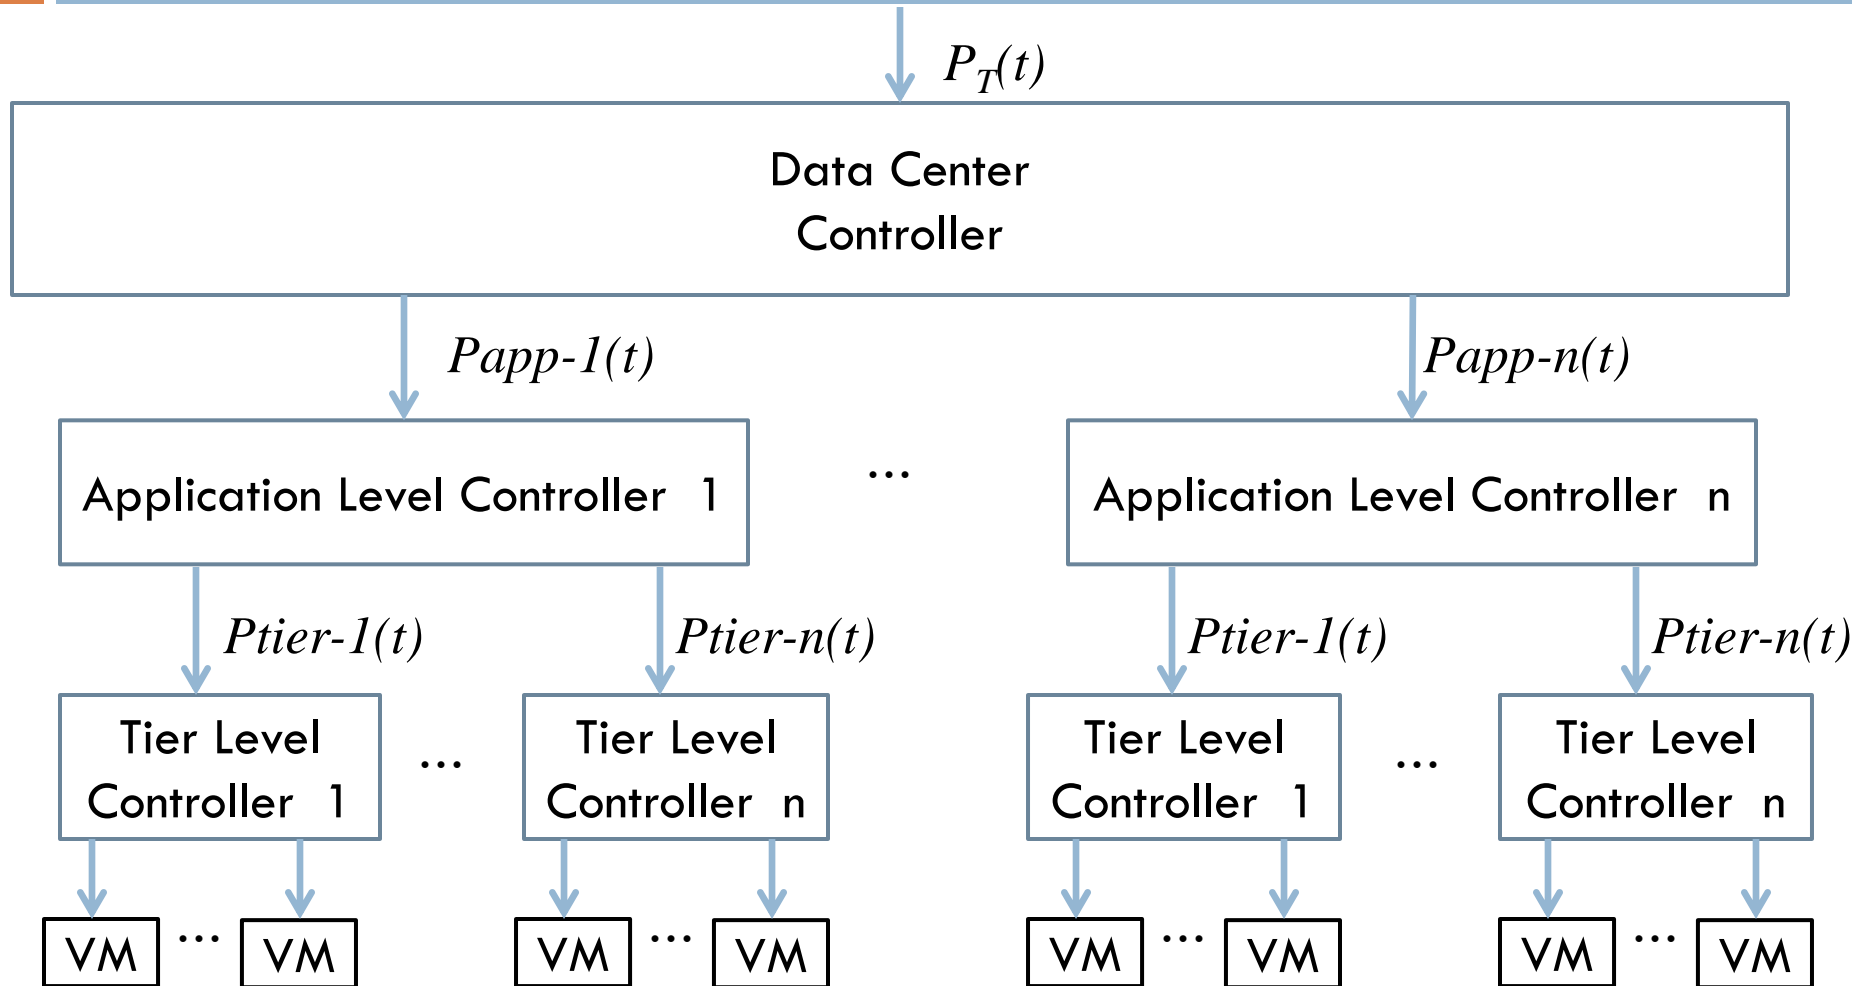 P_T(t)
Data Center
Controller
Papp-1(t)
Papp-n(t)
Application Level Controller 1
...
Application Level Controller n
Ptier-1(t)
Ptier-n(t)
Ptier-1(t)
Ptier-n(t)
Tier Level
Controller 1
...
Tier Level
Controller n
Tier Level
Controller 1
...
Tier Level
Controller n
VM ... VM
VM ... VM
VM ... VM
VM ... VM